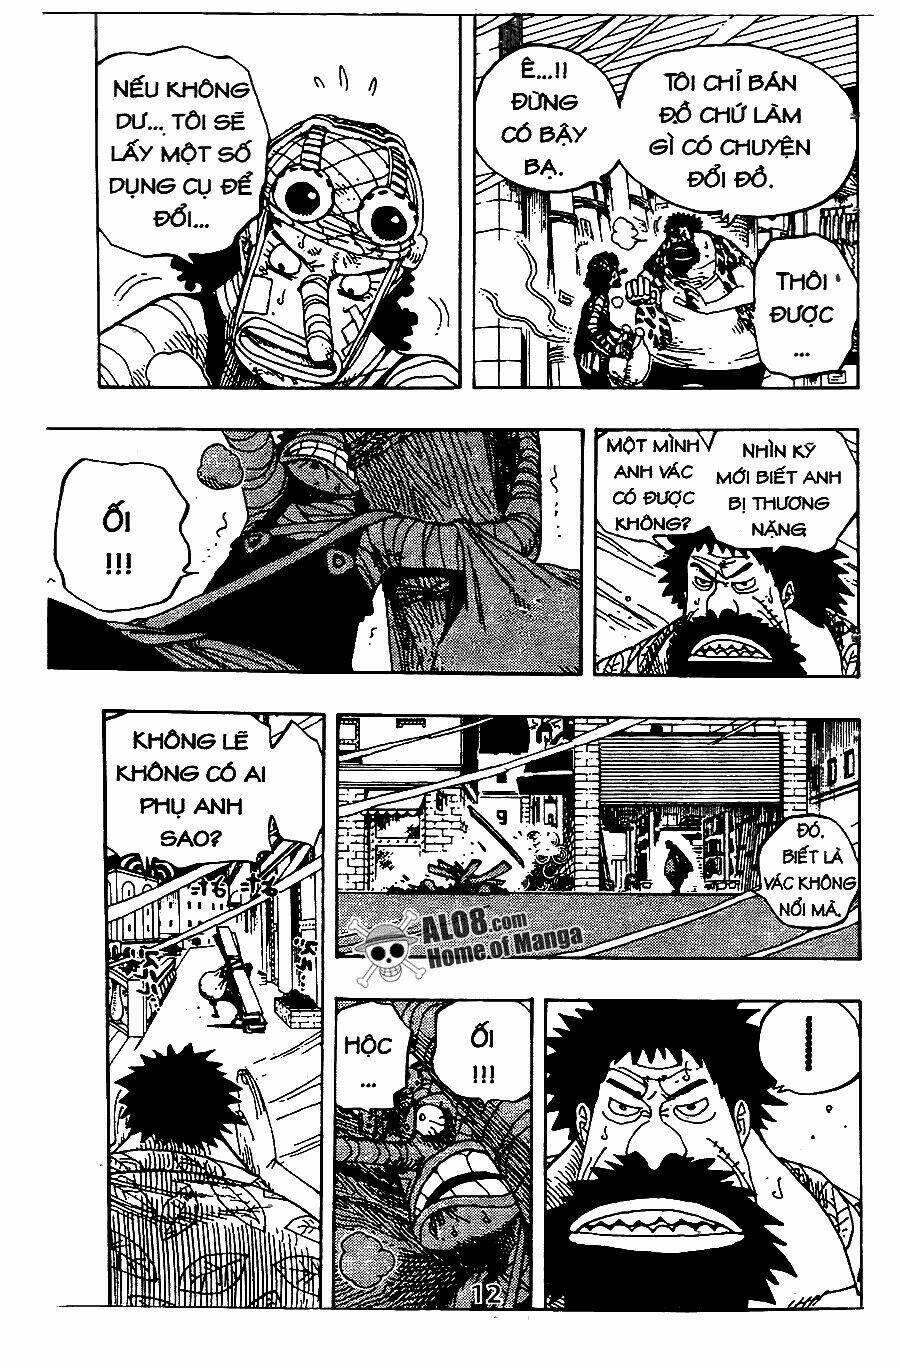 NẾU KHÔNG
DƯ... TÔI SẼ
LẤY MỘT SỐ
DỤNG CỤ ĐỂ
ĐỔI...
Ê...!!
ĐỪNG
CÓ BẬY
BẠ.
TÔI CHỈ BÁN
ĐỒ CHỨ LÀM
GÌ CÓ CHUYỆN
ĐỔI ĐỒ.
THÔI
ĐƯỢC
...
ỐI
!!!
MỘT MÌNH
ANH VÁC
CÓ ĐƯỢC
KHÔNG?
NHÌN KỸ
MỚI BIẾT ANH
BỊ THƯƠNG
NẶNG
KHÔNG LẼ
KHÔNG CÓ AI
PHỤ ANH
SAO?
ĐÓ,
BIẾT LÀ
VÁC KHÔNG
NỔI MÀ.
AL08.com
Home of Manga
HỘC
...
ỐI
!!!
.........
12